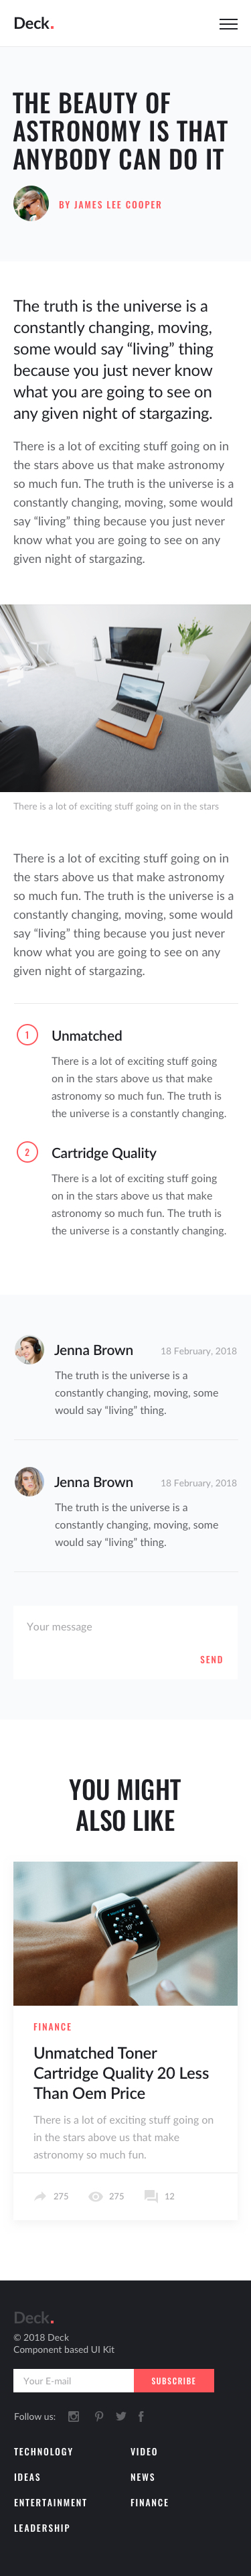 Deck.
THE BEAUTY OF
ASTRONOMY IS THAT
ANYBODY CAN DO IT
BY JAMES LEE COOPER
The truth is the universe is a
constantly changing, moving,
some would say “living” thing
because you just never know
what you are going to see on
any given night of stargazing.
There is a lot of exciting stuff going on in
the stars above us that make astronomy
so much fun. The truth is the universe is a
constantly changing, moving, some would
say “living” thing because you just never
know what you are going to see on any
given night of stargazing.
There is a lot of exciting stuff going on in the stars
There is a lot of exciting stuff going on in
the stars above us that make astronomy
so much fun. The truth is the universe is a
constantly changing, moving, some would
say “living” thing because you just never
know what you are going to see on any
given night of stargazing.
1 Unmatched
There is a lot of exciting stuff going
on in the stars above us that make
astronomy so much fun. The truth is
the universe is a constantly changing.
2 Cartridge Quality
There is a lot of exciting stuff going
on in the stars above us that make
astronomy so much fun. The truth is
the universe is a constantly changing.
Jenna Brown 18 February, 2018
The truth is the universe is a
constantly changing, moving, some
would say “living” thing.
Jenna Brown 18 February, 2018
The truth is the universe is a
constantly changing, moving, some
would say “living” thing.
Your message
SEND
YOU MIGHT
ALSO LIKE
FINANCE
Unmatched Toner
Cartridge Quality 20 Less
Than Oem Price
There is a lot of exciting stuff going on
in the stars above us that make
astronomy so much fun.
275 275 12
Deck.
© 2018 Deck
Component based UI Kit
Your E-mail SUBSCRIBE
Follow us:
TECHNOLOGY VIDEO
IDEAS NEWS
ENTERTAINMENT FINANCE
LEADERSHIP